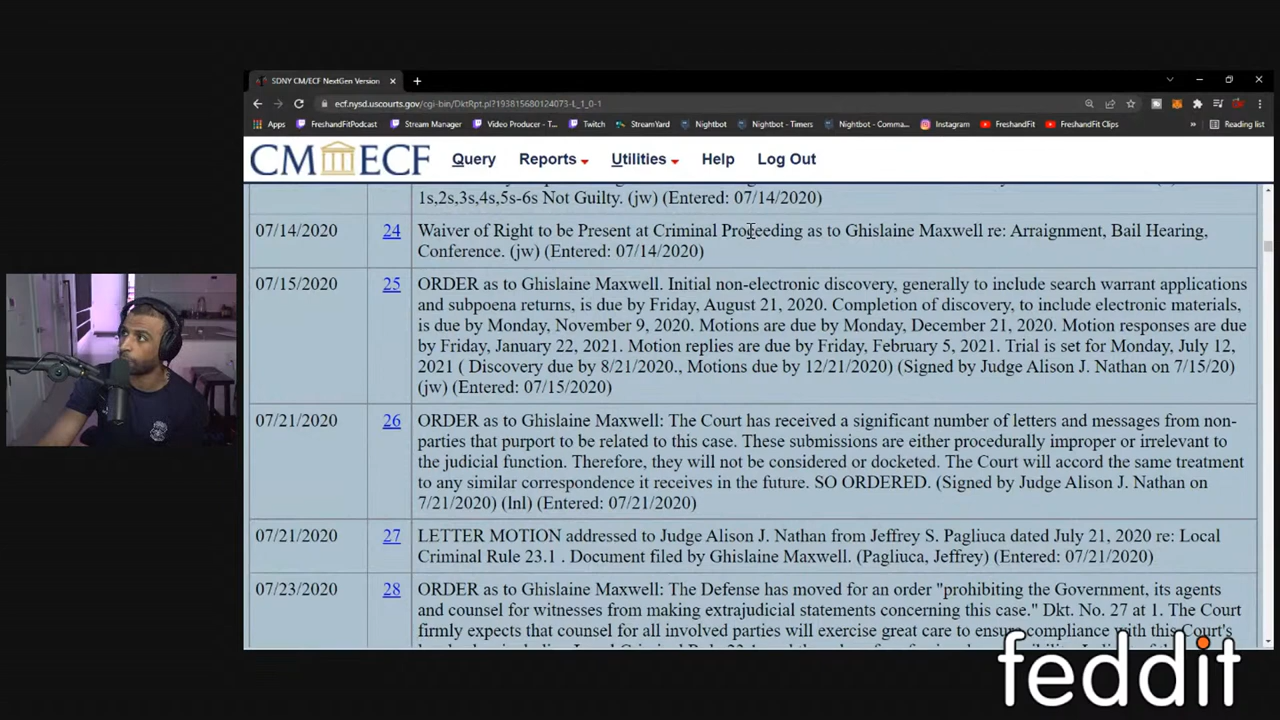 SDNY CM/ECF NextGen Version
ecf.nysd.uscourts.gov/cgi-bin/DktRpt.pl?193815680124073-L_1_0-1
Apps FreshandFitPodcast Stream Manager Video Producer - T... Twitch StreamYard Nightbot Nightbot - Timers Nightbot - Comma... Instagram FreshandFit FreshandFit Clips » Reading list
CM ECF Query Reports Utilities Help Log Out
1s,2s,3s,4s,5s-6s Not Guilty. (jw) (Entered: 07/14/2020)
07/14/2020 24 Waiver of Right to be Present at Criminal Proceeding as to Ghislaine Maxwell re: Arraignment, Bail Hearing,
Conference. (jw) (Entered: 07/14/2020)
07/15/2020 25 ORDER as to Ghislaine Maxwell. Initial non-electronic discovery, generally to include search warrant applications
and subpoena returns, is due by Friday, August 21, 2020. Completion of discovery, to include electronic materials,
is due by Monday, November 9, 2020. Motions are due by Monday, December 21, 2020. Motion responses are due
by Friday, January 22, 2021. Motion replies are due by Friday, February 5, 2021. Trial is set for Monday, July 12,
2021 ( Discovery due by 8/21/2020., Motions due by 12/21/2020) (Signed by Judge Alison J. Nathan on 7/15/20)
(jw) (Entered: 07/15/2020)
07/21/2020 26 ORDER as to Ghislaine Maxwell: The Court has received a significant number of letters and messages from non-
parties that purport to be related to this case. These submissions are either procedurally improper or irrelevant to
the judicial function. Therefore, they will not be considered or docketed. The Court will accord the same treatment
to any similar correspondence it receives in the future. SO ORDERED. (Signed by Judge Alison J. Nathan on
7/21/2020) (lnl) (Entered: 07/21/2020)
07/21/2020 27 LETTER MOTION addressed to Judge Alison J. Nathan from Jeffrey S. Pagliuca dated July 21, 2020 re: Local
Criminal Rule 23.1 . Document filed by Ghislaine Maxwell. (Pagliuca, Jeffrey) (Entered: 07/21/2020)
07/23/2020 28 ORDER as to Ghislaine Maxwell: The Defense has moved for an order "prohibiting the Government, its agents
and counsel for witnesses from making extrajudicial statements concerning this case." Dkt. No. 27 at 1. The Court
firmly expects that counsel for all involved parties will exercise great care to ensure compliance with this Court's
feddit